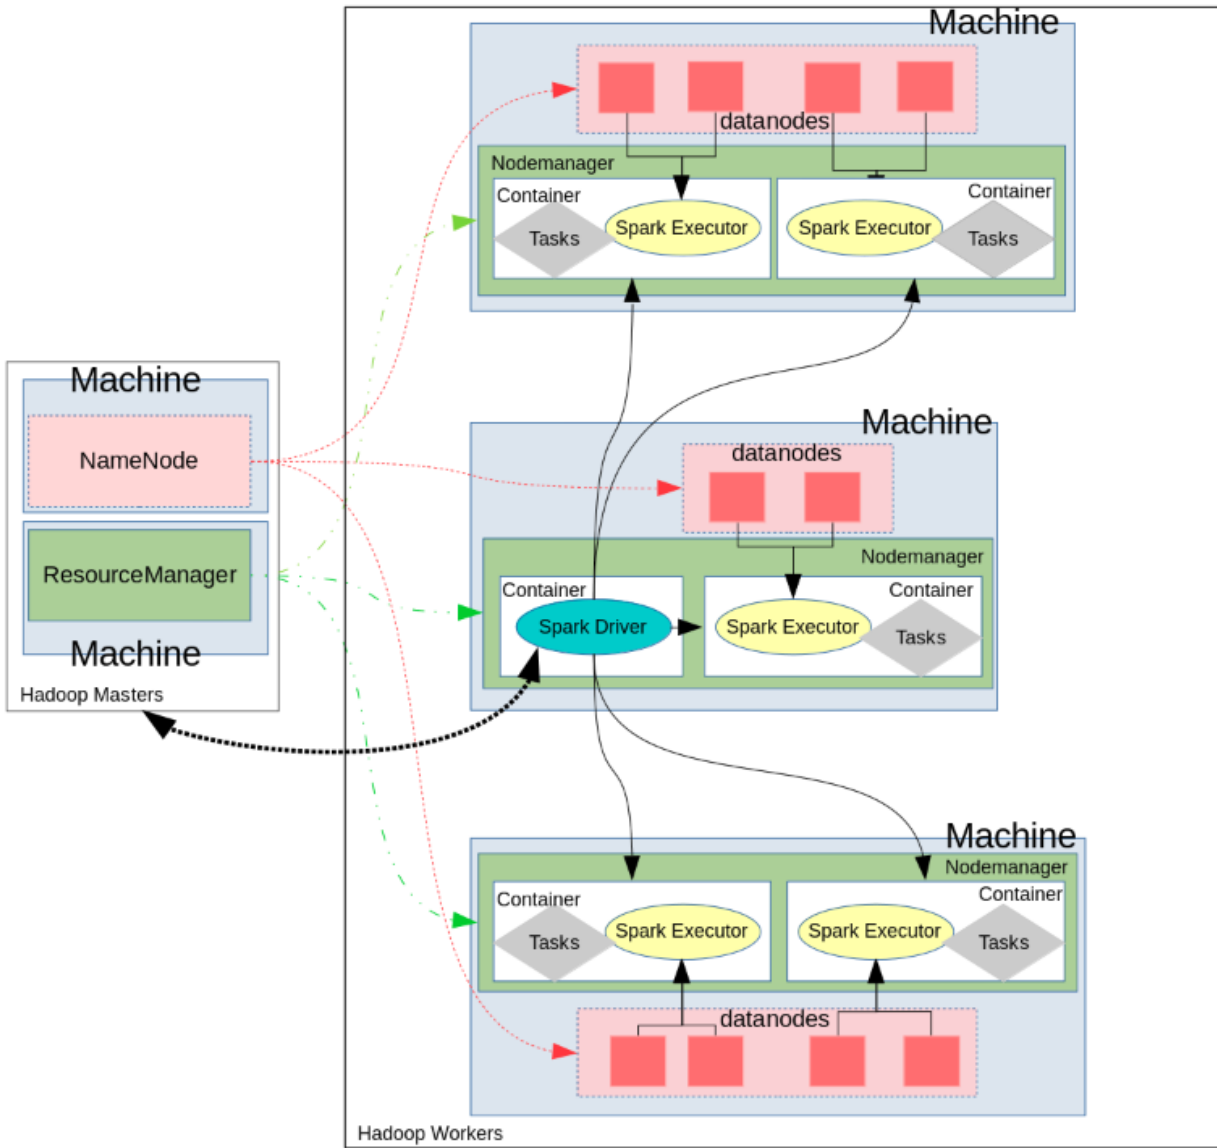 Machine
datanodes
Nodemanager
Container
Tasks
Spark Executor
Container
Spark Executor
Tasks
Machine
NameNode
ResourceManager
Machine
Hadoop Masters
Machine
datanodes
Nodemanager
Container
Spark Driver
Container
Spark Executor
Tasks
Machine
Nodemanager
Container
Tasks
Spark Executor
Container
Spark Executor
Tasks
datanodes
Hadoop Workers